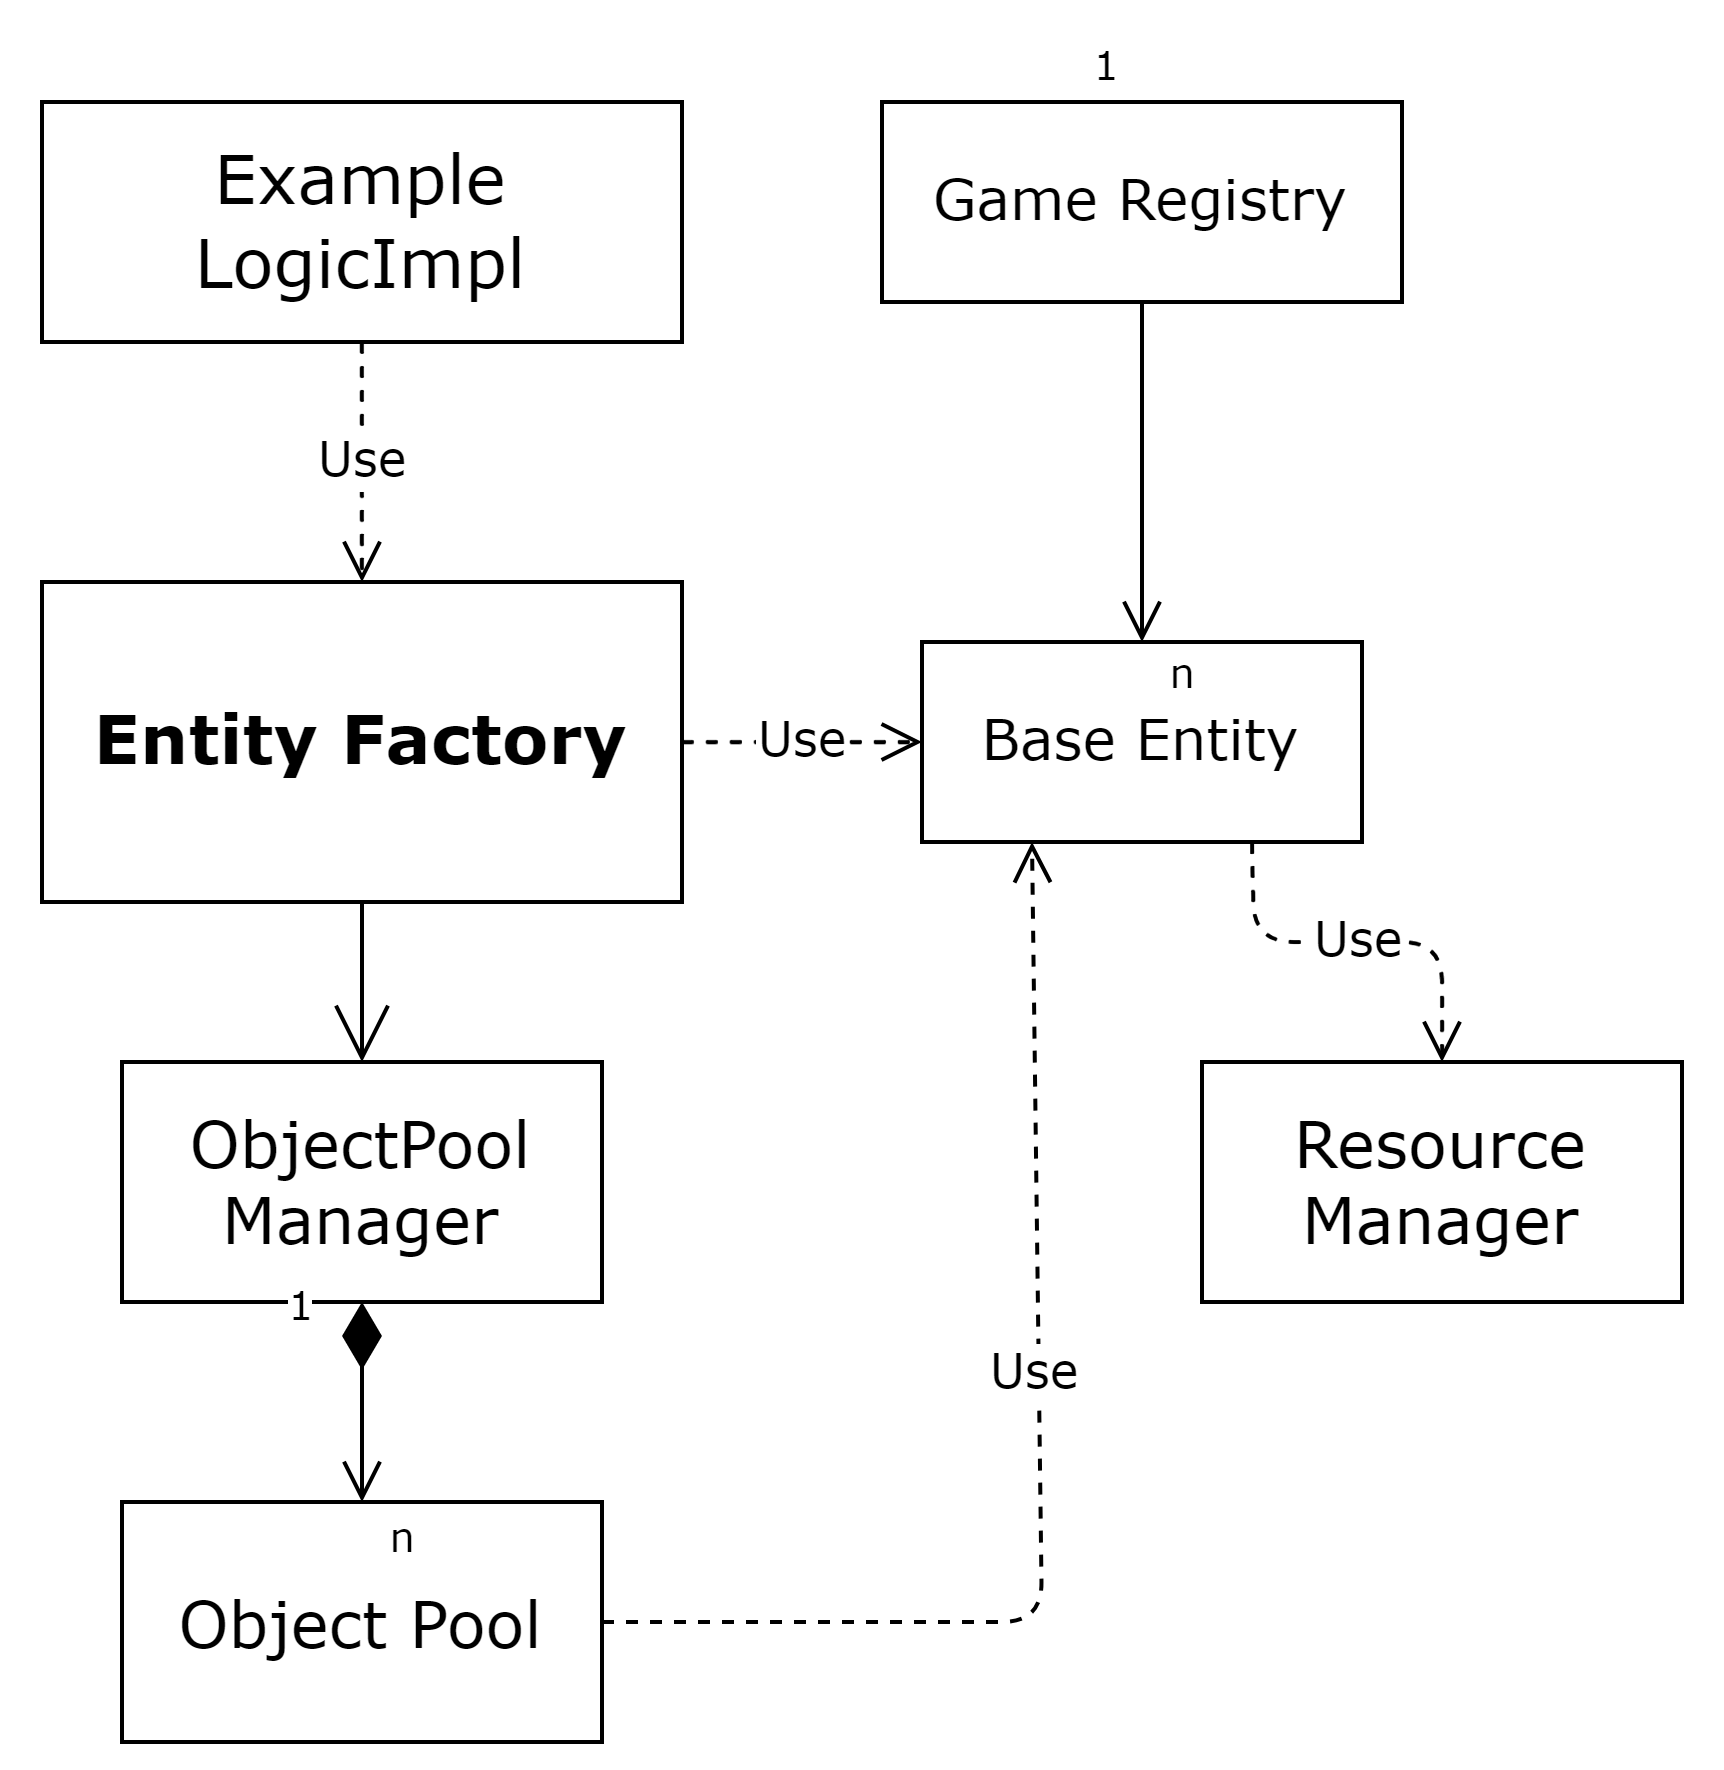 1
Example
LogicImpl
Game Registry
Use
n
Entity Factory
Use
Base Entity
Use
ObjectPool
Manager
Resource
Manager
1
Use
n
Object Pool